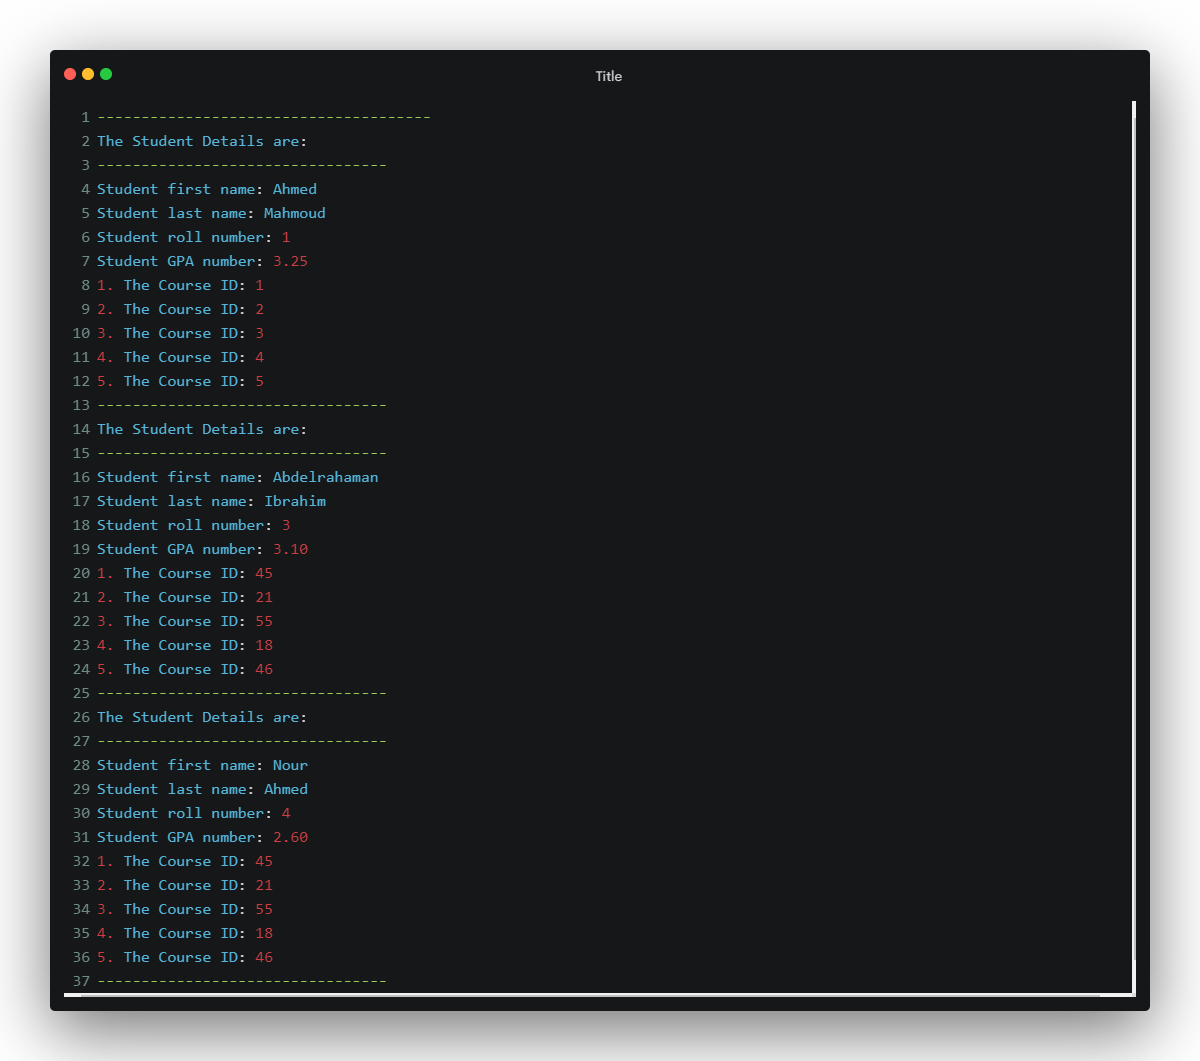 Title
1 --------------------------------------
2 The Student Details are:
3 ---------------------------------
4 Student first name: Ahmed
5 Student last name: Mahmoud
6 Student roll number: 1
7 Student GPA number: 3.25
8 1. The Course ID: 1
9 2. The Course ID: 2
10 3. The Course ID: 3
11 4. The Course ID: 4
12 5. The Course ID: 5
13 ---------------------------------
14 The Student Details are:
15 ---------------------------------
16 Student first name: Abdelrahaman
17 Student last name: Ibrahim
18 Student roll number: 3
19 Student GPA number: 3.10
20 1. The Course ID: 45
21 2. The Course ID: 21
22 3. The Course ID: 55
23 4. The Course ID: 18
24 5. The Course ID: 46
25 ---------------------------------
26 The Student Details are:
27 ---------------------------------
28 Student first name: Nour
29 Student last name: Ahmed
30 Student roll number: 4
31 Student GPA number: 2.60
32 1. The Course ID: 45
33 2. The Course ID: 21
34 3. The Course ID: 55
35 4. The Course ID: 18
36 5. The Course ID: 46
37 ---------------------------------